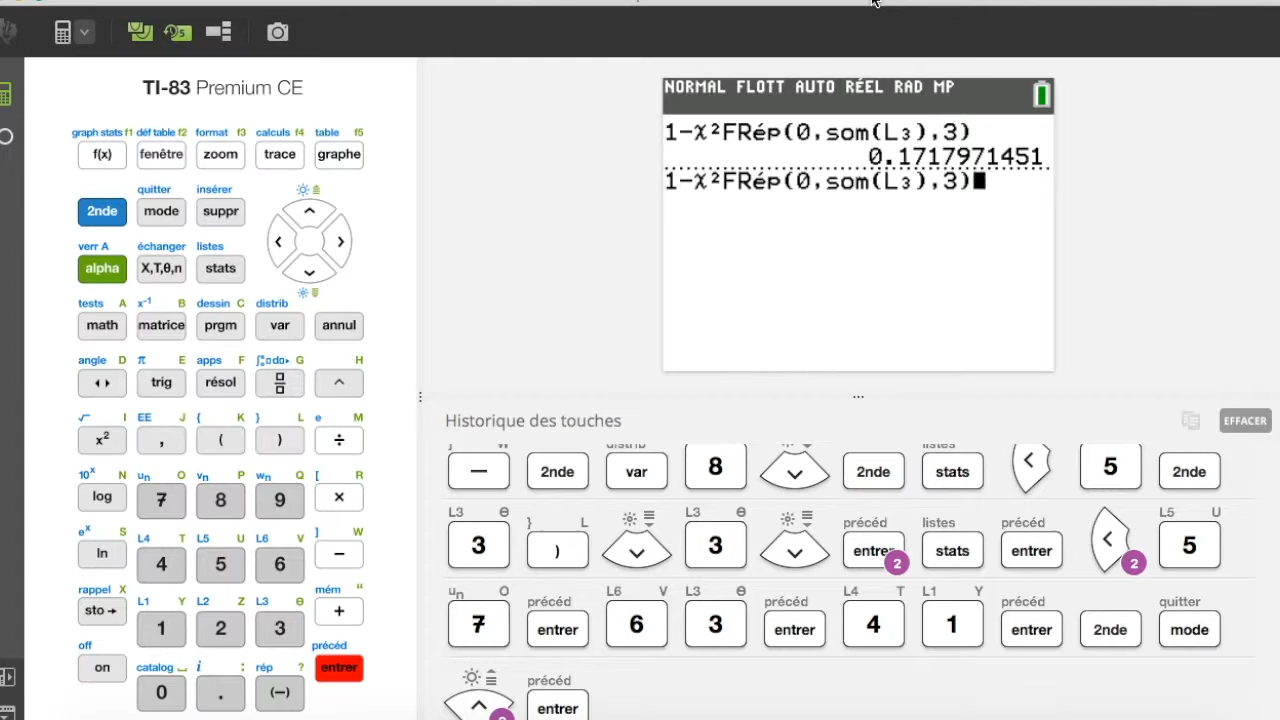 TI-83 Premium CE
graph stats f1 déf table f2 format f3 calculs f4 table f5
f(x) fenêtre zoom trace graphe
quitter insérer
2nde mode suppr
verr A échanger listes
alpha X,T,θ,n stats
tests A x⁻¹ B dessin C distrib
math matrice prgm var annul
angle D π E apps F G H
trig résol ^
√ I EE J { K } L e M
x² , ( ) ÷
10ˣ N uₙ O vₙ P wₙ Q [ R
log 7 8 9 ×
eˣ S L4 T L5 U L6 V ] W
ln 4 5 6 −
rappel X L1 Y L2 Z L3 θ mém "
sto→ 1 2 3 +
off catalog i : rép ? précéd
on 0 . (−) entrer
NORMAL FLOTT AUTO RÉEL RAD MP
1-χ²FRép(0,som(L₃),3)
0.1717971451
1-χ²FRép(0,som(L₃),3)
Historique des touches
EFFACER
] W distrib listes
− 2nde var 8 2nde stats 5 2nde
L3 θ } L L3 θ précéd listes précéd L5 U
3 ) 3 entrer 2 stats entrer 2 5
uₙ O précéd L6 V L3 θ précéd L4 T L1 Y précéd quitter
7 entrer 6 3 entrer 4 1 entrer 2nde mode
précéd
entrer